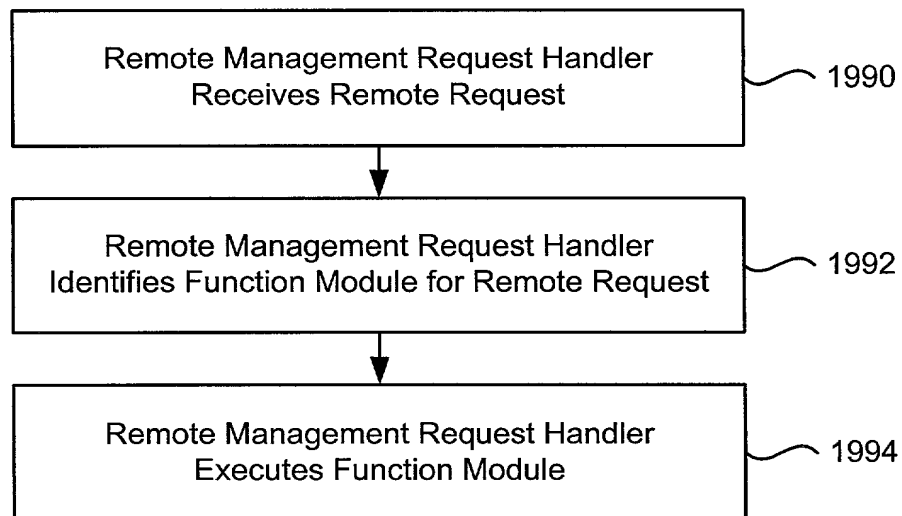 Remote Management Request Handler
Receives Remote Request
1990
Remote Management Request Handler
Identifies Function Module for Remote Request
1992
Remote Management Request Handler
Executes Function Module
1994